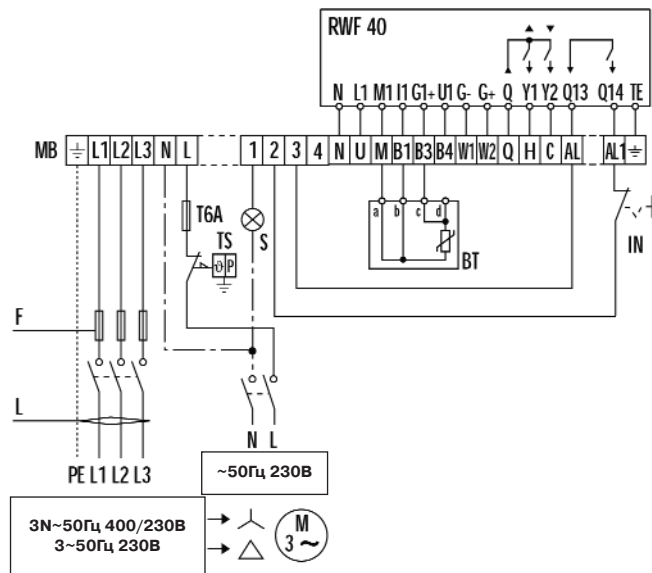 RWF 40
N L1 M1 I1 G1+ U1 G- G+ Q Y1 Y2 Q13 Q14 TE
MB L1 L2 L3 N L 1 2 3 4 N U M B1 B3 B4 W1 W2 Q H C AL AL1
T6A
TS
S
ϑ P
a b c d
BT
IN
F
L
N L
PE L1 L2 L3
~50Гц 230В
3N~50Гц 400/230В
3~50Гц 230В
M
3 ~